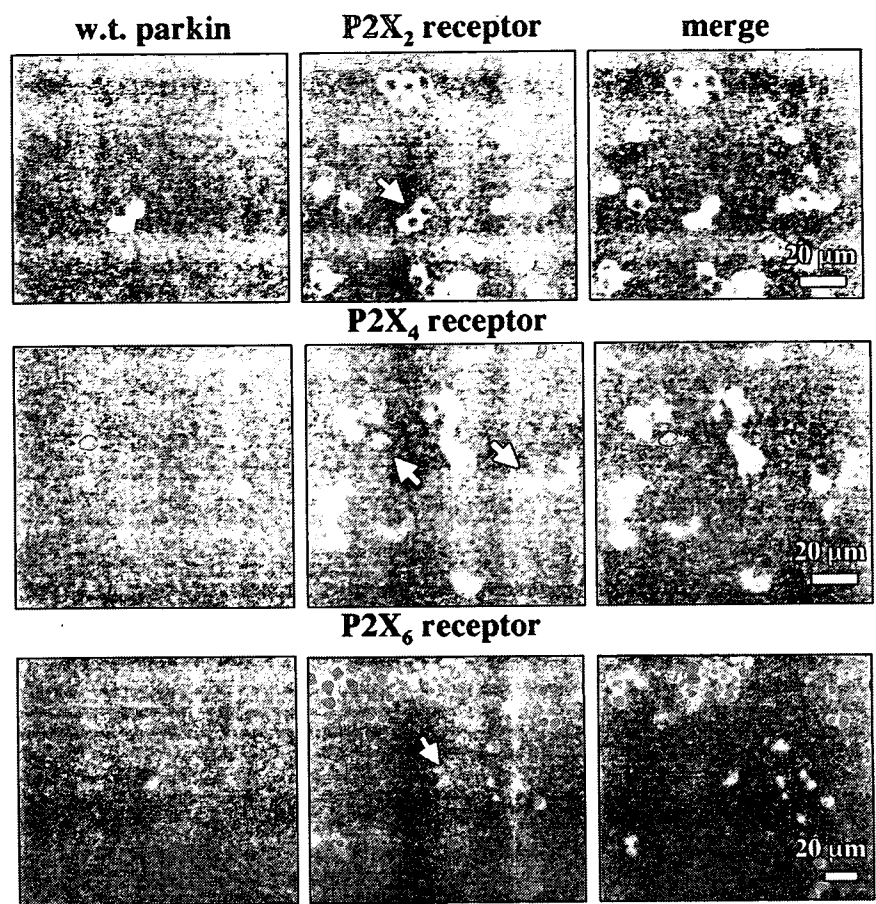 w.t. parkin P2X₂ receptor merge
20 µm
P2X₄ receptor
20 µm
P2X₆ receptor
20 µm